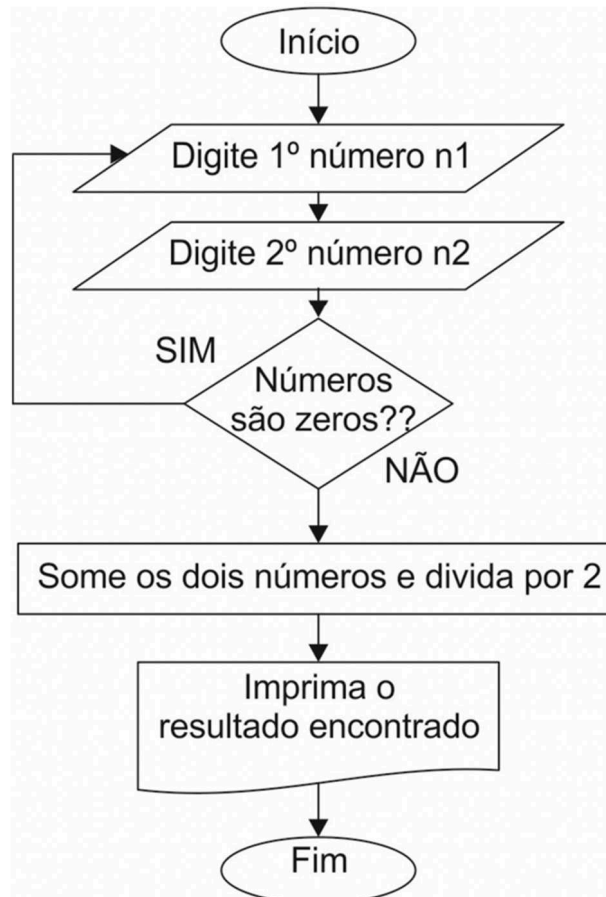 Início
Digite 1º número n1
Digite 2º número n2
SIM
Números
são zeros??
NÃO
Some os dois números e divida por 2
Imprima o
resultado encontrado
Fim